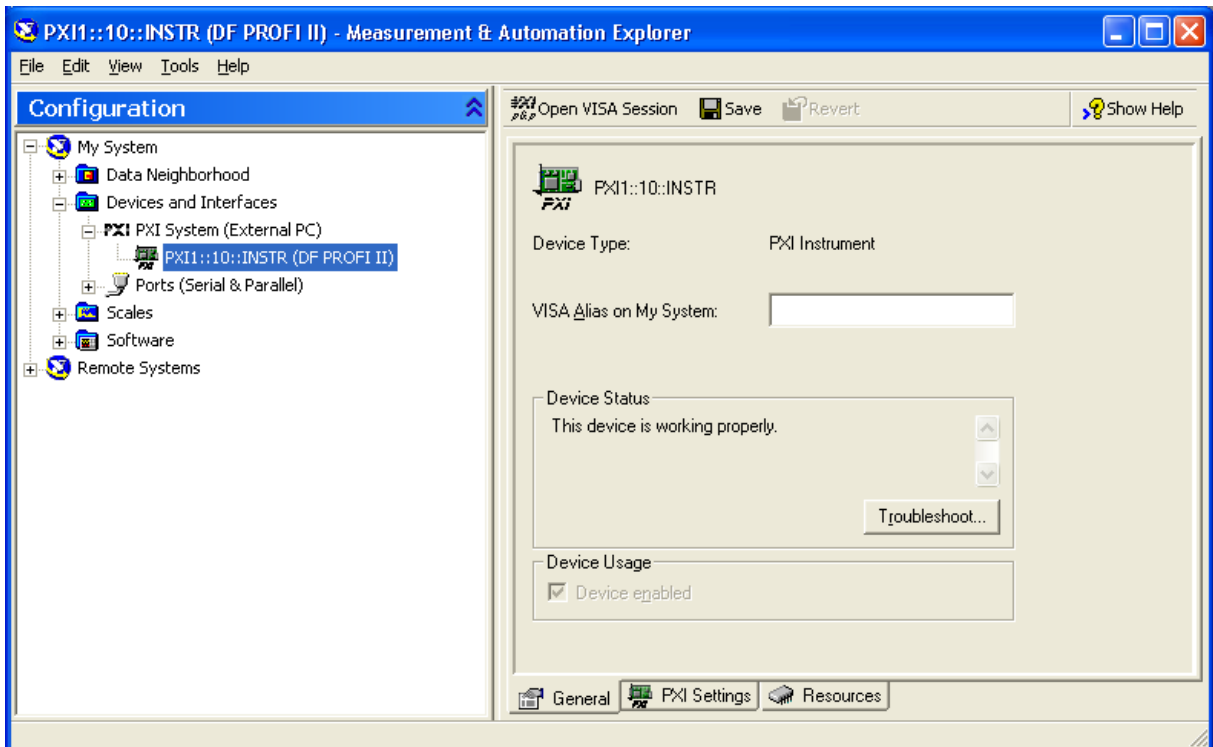 PXI1::10::INSTR (DF PROFI II) - Measurement & Automation Explorer
File Edit View Tools Help
Configuration
My System
Data Neighborhood
Devices and Interfaces
PXI PXI System (External PC)
PXI1::10::INSTR (DF PROFI II)
Ports (Serial & Parallel)
Scales
Software
Remote Systems
Open VISA Session Save Revert Show Help
PXI
PXI1::10::INSTR
Device Type: PXI Instrument
VISA Alias on My System:
Device Status
This device is working properly.
Troubleshoot...
Device Usage
Device enabled
General PXI Settings Resources